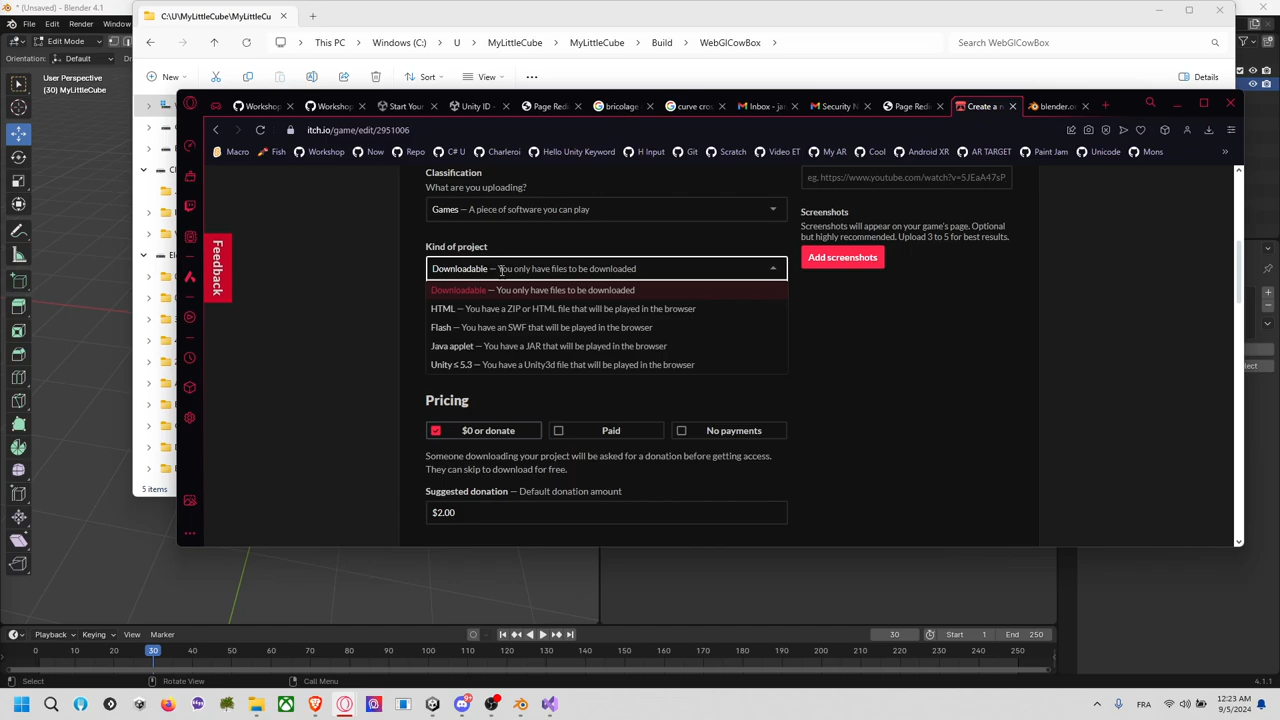 (30) * [Edit Mode] - Blender 4.1
C:\U\MyLittleCube\MyLittleCu
File
Edit
Render
Window
This PC
Windows (C:)
U
MyLittleCube
MyLittleCube
Build
WebGlCowBox
Search WebGlCowBox
Edit Mode
Orientation:
Default
New
Sort
View
Details
User Perspective
(30) MyLittleCube
Workshop
Workshop
Start Your
Unity ID -
Page Redi
bricolage
curve cros
Inbox - ja
Security N
Page Redi
Create a n
blender.or
itch.io/game/edit/2951006
Macro
Fish
Workshop
Now
Repo
C# U
Charleroi
Hello Unity Keyword
H Input
Git
Scratch
Video ET
My AR
Cool
Android XR
AR TARGET
Paint Jam
Unicode
Mons
Classification
What are you uploading?
Games — A piece of software you can play
Kind of project
Downloadable — You only have files to be downloaded
Downloadable — You only have files to be downloaded
HTML — You have a ZIP or HTML file that will be played in the browser
Flash — You have an SWF that will be played in the browser
Java applet — You have a JAR that will be played in the browser
Unity ≤ 5.3 — You have a Unity3d file that will be played in the browser
eg. https://www.youtube.com/watch?v=5JEaA47sP
Screenshots
Screenshots will appear on your game's page. Optional
but highly recommended. Upload 3 to 5 for best results.
Add screenshots
Feedback
Pricing
$0 or donate
Paid
No payments
Someone downloading your project will be asked for a donation before getting access.
They can skip to download for free.
Suggested donation — Default donation amount
$2.00
5 items
Playback
Keying
View
Marker
30
Start 1
End 250
0 10 20 30 40 50 60 70 80 90 100 110 120 130 140 150 160 170 180 190 200 210 220 230 240 250
Select
Rotate View
Call Menu
4.1.1
FRA
12:23 AM
9/5/2024